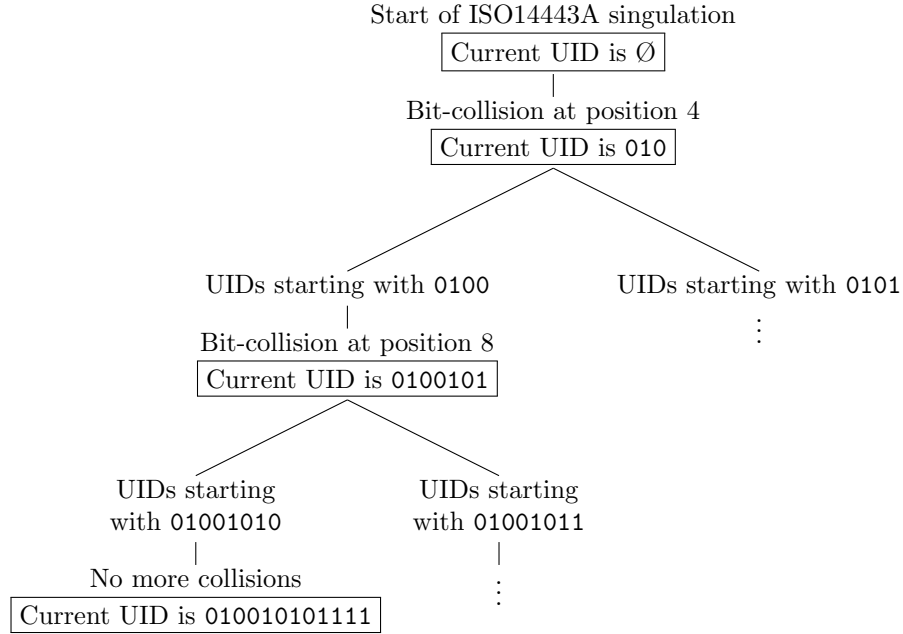 Start of ISO14443A singulation
Current UID is Ø
Bit-collision at position 4
Current UID is 010
UIDs starting with 0100
UIDs starting with 0101
⋮
Bit-collision at position 8
Current UID is 0100101
UIDs starting
with 01001010
UIDs starting
with 01001011
⋮
No more collisions
Current UID is 010010101111